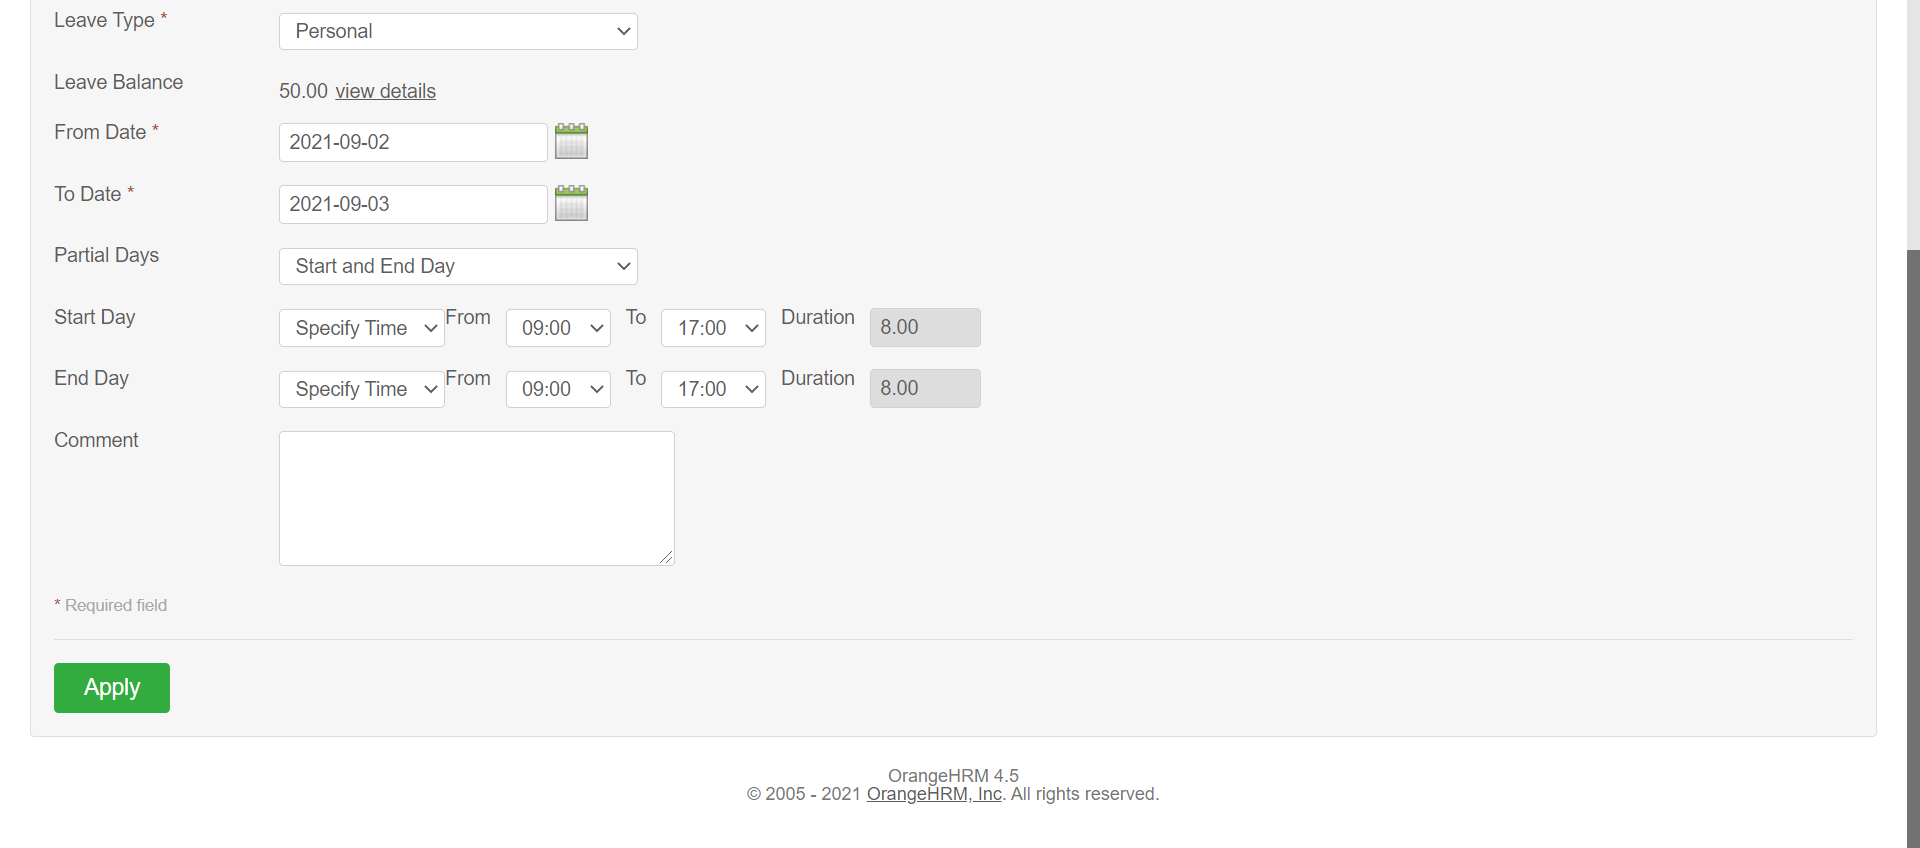 Leave Type *
Personal
Leave Balance
50.00 view details
From Date *
2021-09-02
To Date *
2021-09-03
Partial Days
Start and End Day
Start Day
Specify Time From 09:00 To 17:00 Duration 8.00
End Day
Specify Time From 09:00 To 17:00 Duration 8.00
Comment
* Required field
Apply
OrangeHRM 4.5
© 2005 - 2021 OrangeHRM, Inc. All rights reserved.